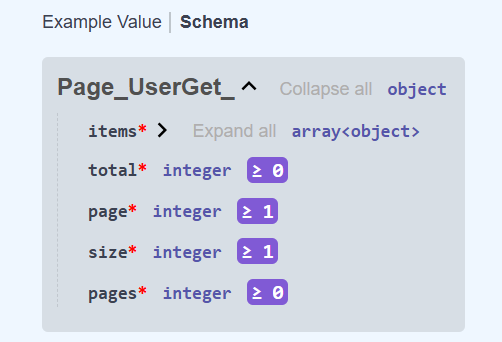 Example Value | Schema
Page_UserGet_ Collapse all object
items* Expand all array<object>
total* integer ≥ 0
page* integer ≥ 1
size* integer ≥ 1
pages* integer ≥ 0